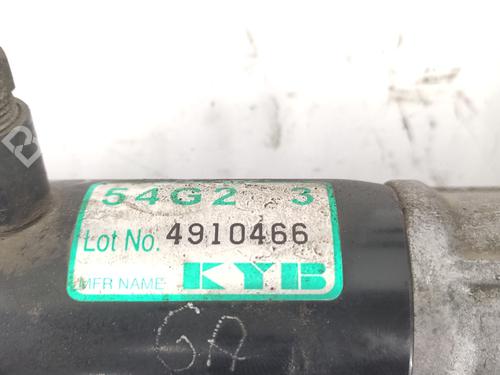 54G2 3
Lot No. 4910466
MFR NAME KYB
GA